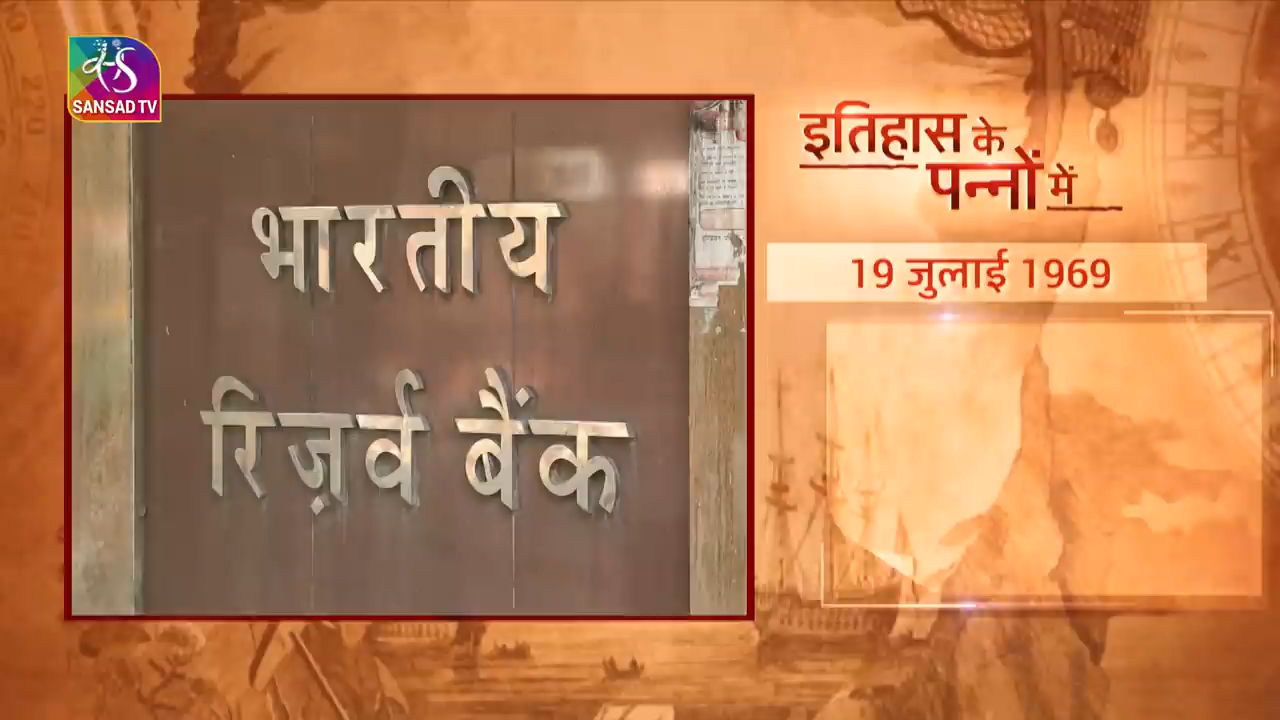 SANSAD TV
भारतीय
रिज़र्व बैंक
इतिहास के
पन्नों में
19 जुलाई 1969